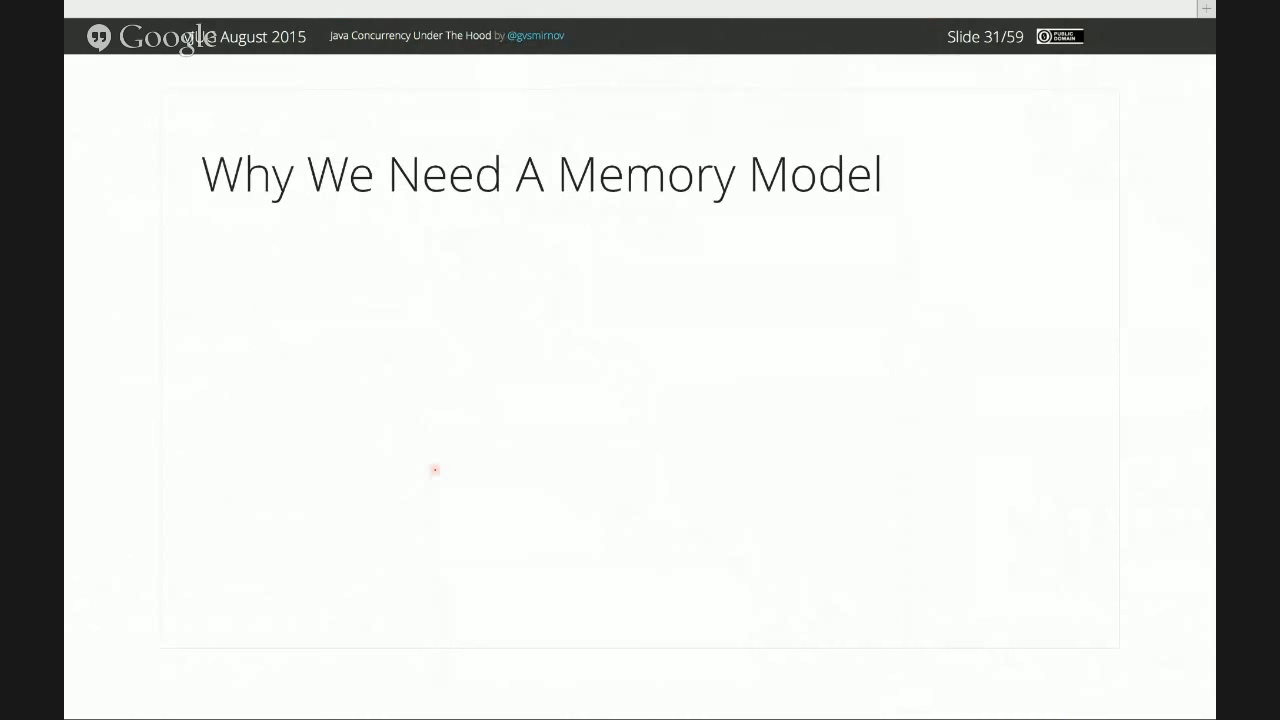 Google
August 2015
Java Concurrency Under The Hood by @gvsmirnov
Slide 31/59
PUBLIC DOMAIN
Why We Need A Memory Model